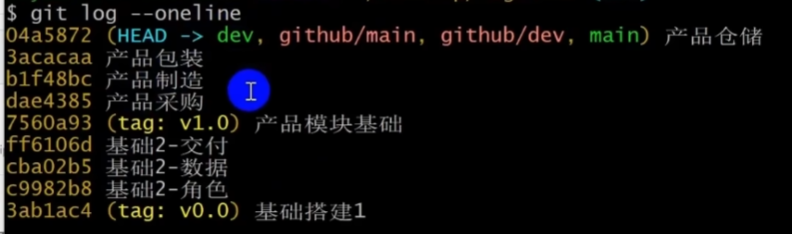 $ git log --oneline
04a5872 (HEAD -> dev, github/main, github/dev, main) 产品仓储
3acacaa 产品包装
b1f48bc 产品制造
dae4385 产品采购
7560a93 (tag: v1.0) 产品模块基础
ff6106d 基础2-交付
cba02b5 基础2-数据
c9982b8 基础2-角色
3ab1ac4 (tag: v0.0) 基础搭建1